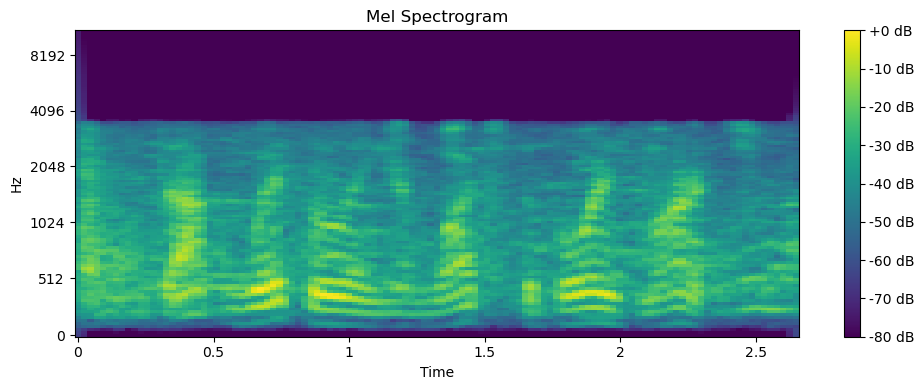 Mel Spectrogram
Hz
8192
4096
2048
1024
512
0
0
0.5
1
1.5
2
2.5
Time
+0 dB
-10 dB
-20 dB
-30 dB
-40 dB
-50 dB
-60 dB
-70 dB
-80 dB